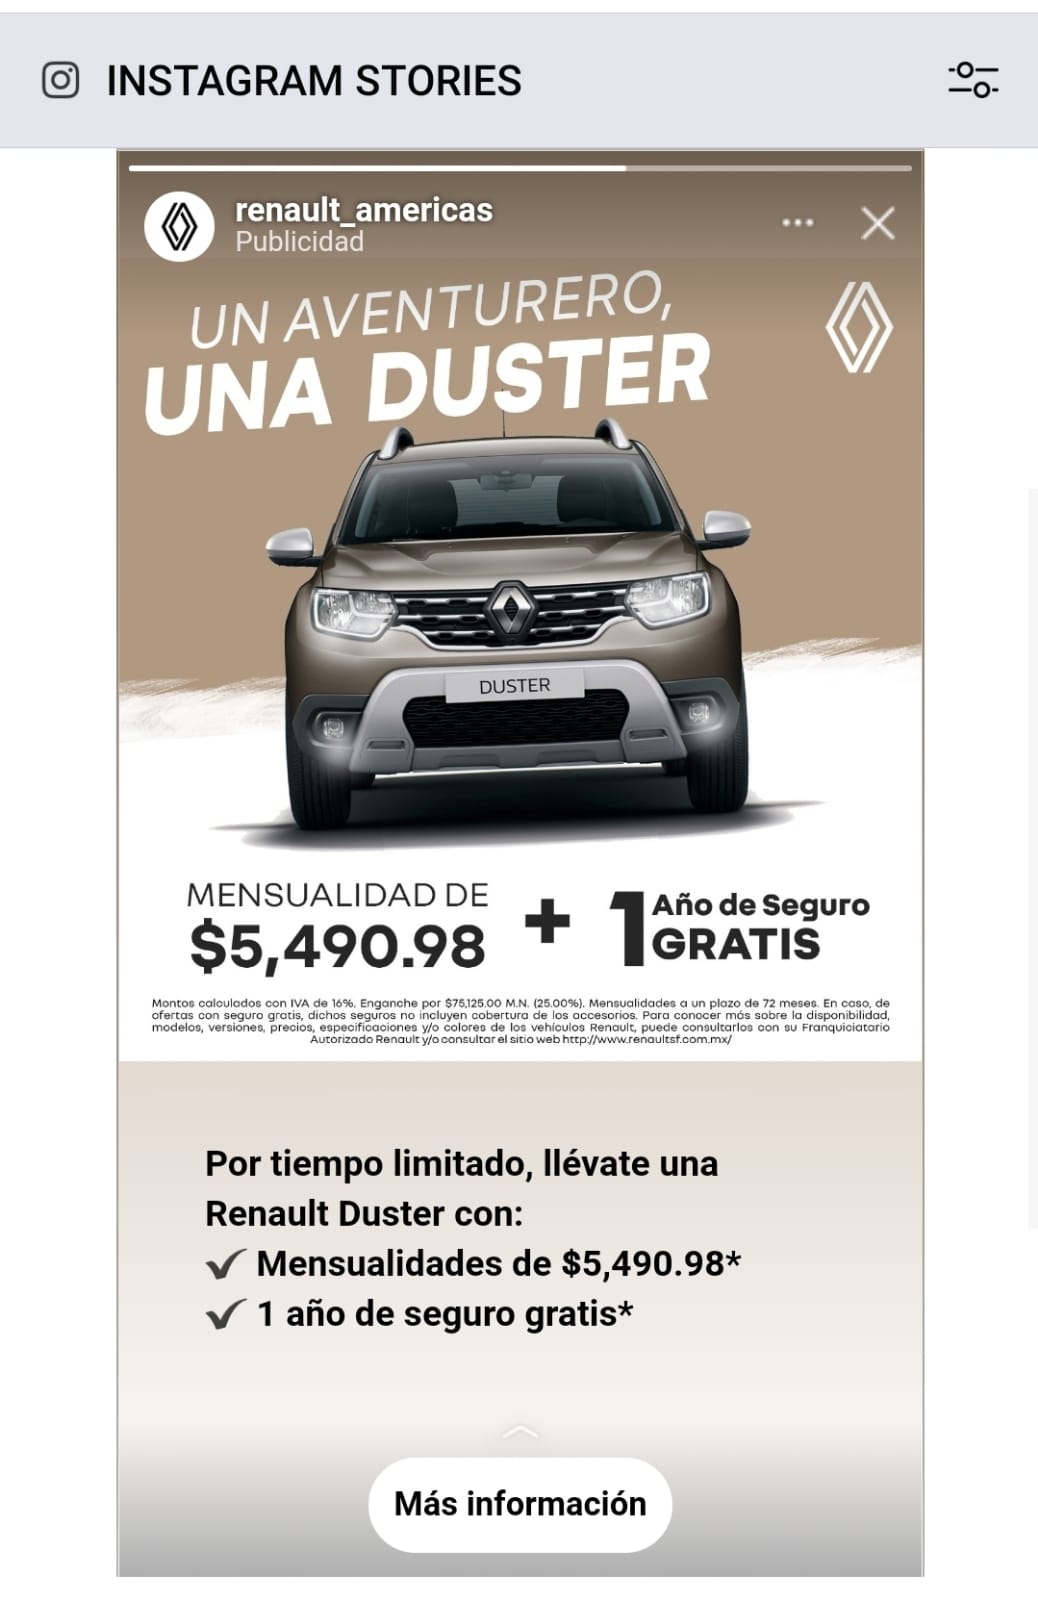 INSTAGRAM STORIES
renault_americas
Publicidad
UN AVENTURERO,
UNA DUSTER
DUSTER
MENSUALIDAD DE
$5,490.98
+
1 Año de Seguro
GRATIS
Montos calculados con IVA de 16%. Enganche por $75,125.00 M.N. (25.00%). Mensualidades a un plazo de 72 meses. En caso, de
ofertas con seguro gratis, dichos seguros no incluyen cobertura de los accesorios. Para conocer más sobre la disponibilidad,
modelos, versiones, precios, especificaciones y/o colores de los vehículos Renault, puede consultarlos con su Franquiciatario
Autorizado Renault y/o consultar el sitio web http://www.renaultsf.com.mx/
Por tiempo limitado, llévate una
Renault Duster con:
✔ Mensualidades de $5,490.98*
✔ 1 año de seguro gratis*
Más información